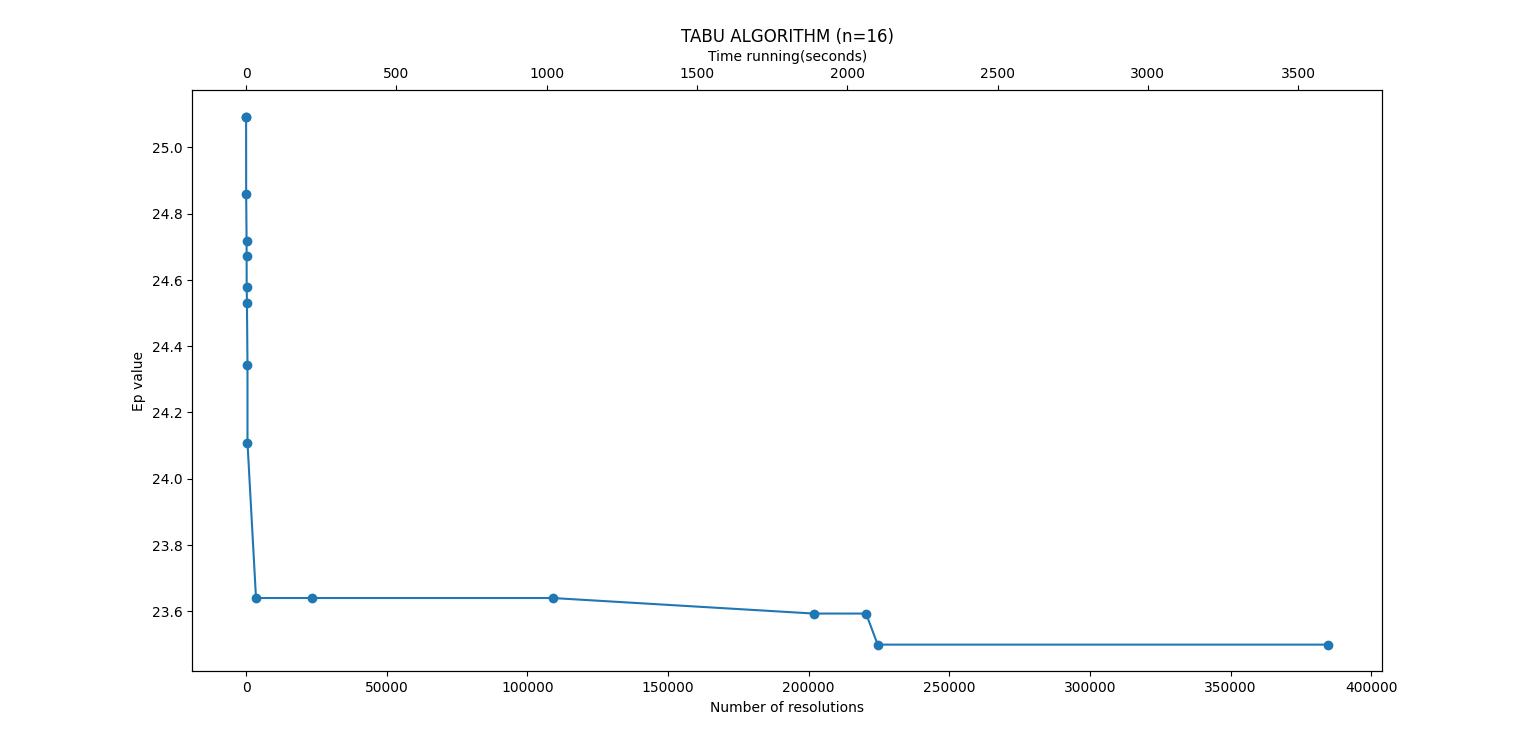 TABU ALGORITHM (n=16)
Time running(seconds)
0 500 1000 1500 2000 2500 3000 3500
25.0
24.8
24.6
24.4
24.2
24.0
23.8
23.6
Ep value
0 50000 100000 150000 200000 250000 300000 350000 400000
Number of resolutions